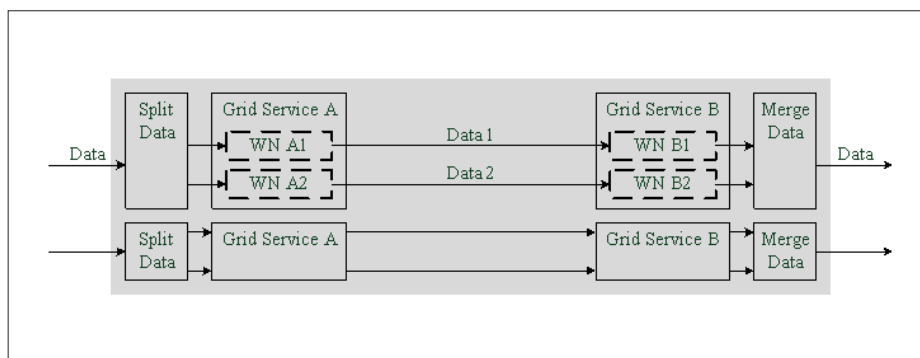 Split
Data
Grid Service A
Grid Service B
Merge
Data
WN A1
Data 1
WN B1
Data
Data
WN A2
Data 2
WN B2
Split
Data
Grid Service A
Grid Service B
Merge
Data